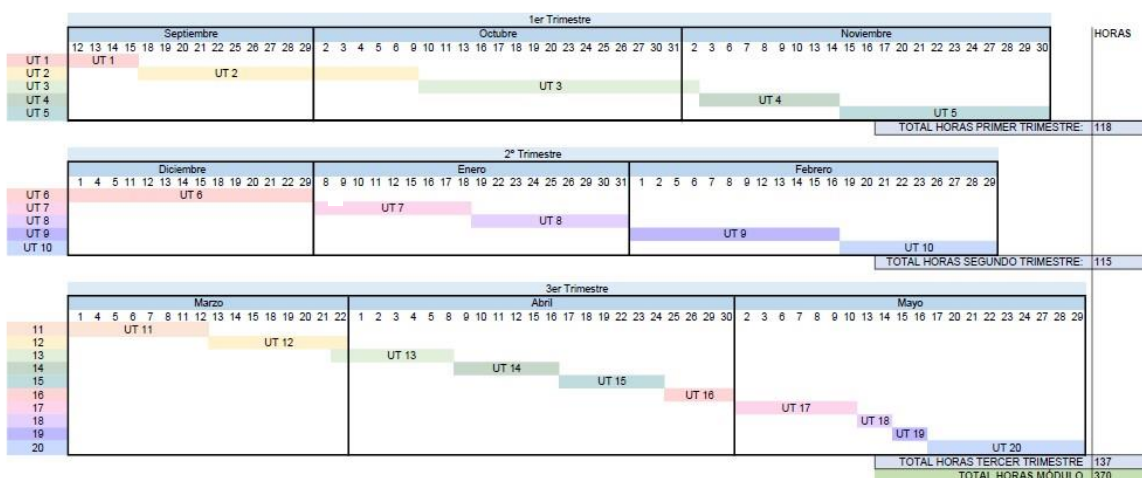 1er Trimestre
HORAS
Septiembre Octubre Noviembre
12 13 14 15 18 19 20 21 22 25 26 27 28 29 2 3 4 5 6 9 10 11 13 16 17 18 19 20 23 24 25 26 27 30 31 2 3 6 7 8 9 10 13 14 15 16 17 20 21 22 23 24 27 28 29 30
UT 1 UT 1
UT 2 UT 2
UT 3 UT 3
UT 4 UT 4
UT 5 UT 5
TOTAL HORAS PRIMER TRIMESTRE: 118
2º Trimestre
Diciembre Enero Febrero
1 4 5 11 12 13 14 15 18 19 20 21 22 29 8 9 10 11 12 15 16 17 18 19 22 23 24 25 26 29 30 31 1 2 5 6 7 8 9 12 13 14 15 16 19 20 21 22 23 26 27 28 29
UT 6 UT 6
UT 7 UT 7
UT 8 UT 8
UT 9 UT 9
UT 10 UT 10
TOTAL HORAS SEGUNDO TRIMESTRE: 115
3er Trimestre
Marzo Abril Mayo
1 4 5 6 7 8 11 12 13 14 15 18 19 20 21 22 1 2 3 4 5 8 9 10 11 12 15 16 17 18 19 22 23 24 25 26 29 30 2 3 6 7 8 9 10 13 14 15 16 17 20 21 22 23 24 27 28 29
11 UT 11
12 UT 12
13 UT 13
14 UT 14
15 UT 15
16 UT 16
17 UT 17
18 UT 18
19 UT 19
20 UT 20
TOTAL HORAS TERCER TRIMESTRE 137
TOTAL HORAS MÓDULO 370